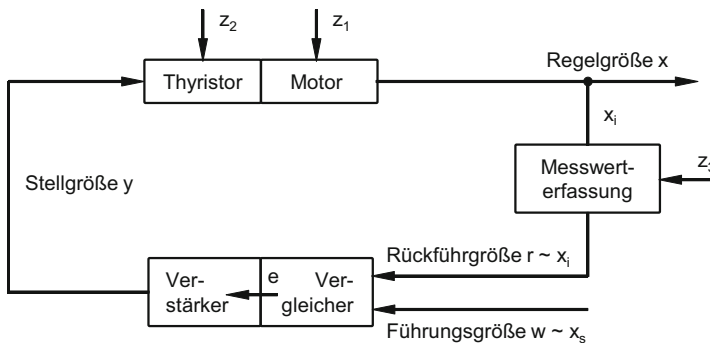 z2
z1
Regelgröße x
Thyristor
Motor
xi
Messwert-
erfassung
z3
Stellgröße y
Rückführgröße r ~ xi
Ver-
stärker
e
Ver-
gleicher
Führungsgröße w ~ xs